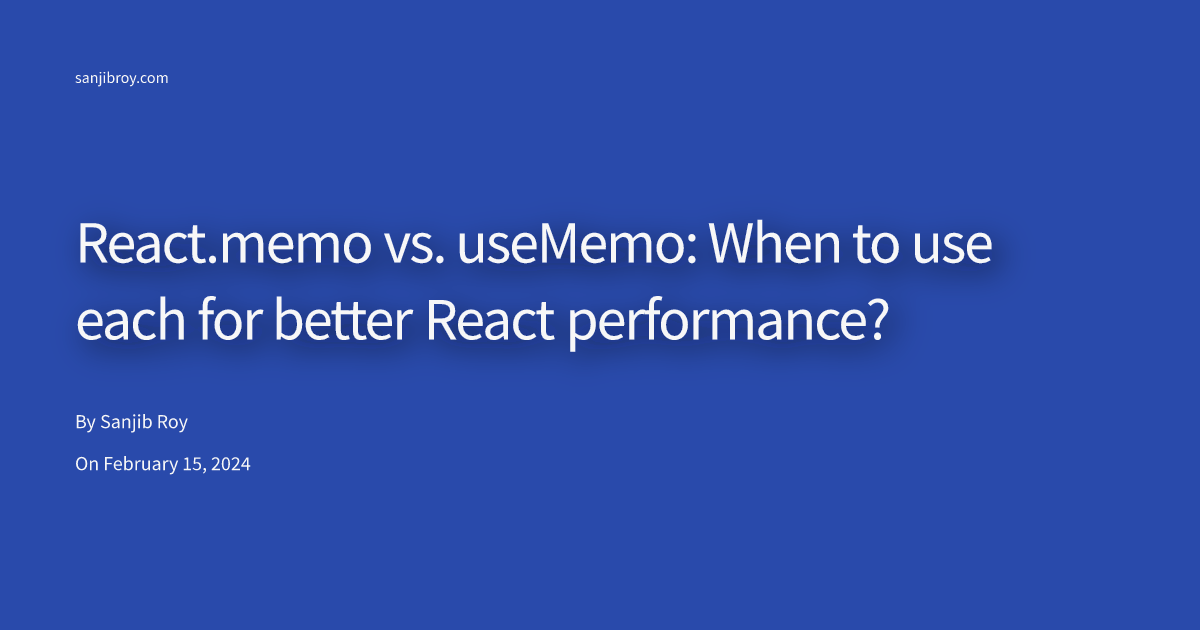 sanjibroy.com
React.memo vs. useMemo: When to use
each for better React performance?
By Sanjib Roy
On February 15, 2024